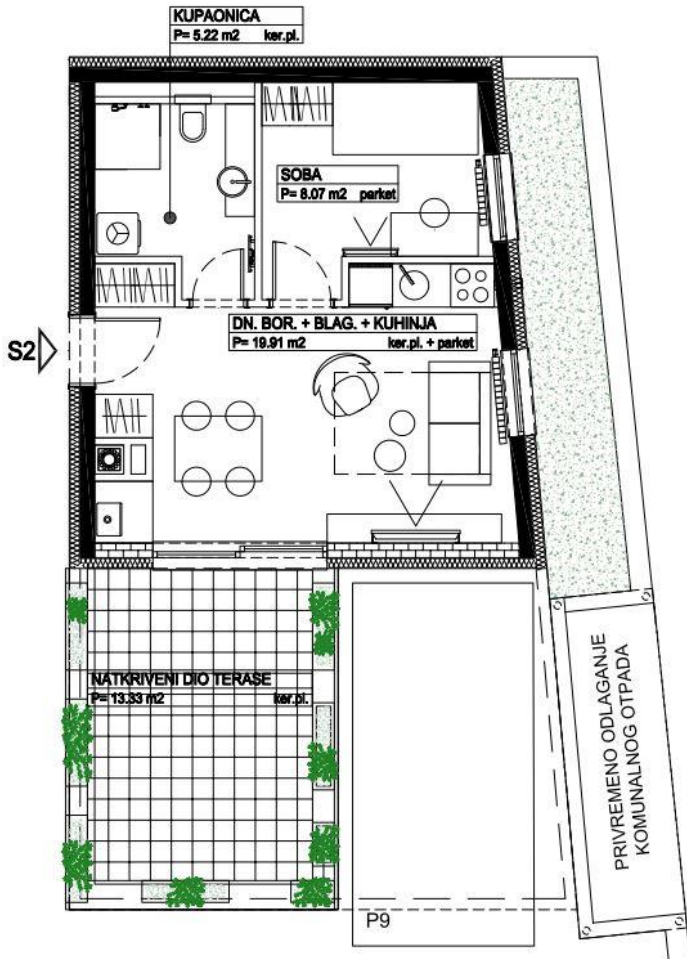 KUPAONICA
P= 5.22 m2 ker.pl.
SOBA
P= 8.07 m2 parket
S2
DN. BOR. + BLAG. + KUHINJA
P= 19.91 m2 ker.pl. + parket
NATKRIVENI DIO TERASE
P= 13.33 m2 ker.pl.
PRIVREMENO ODLAGANJE
KOMUNALNOG OTPADA
P9